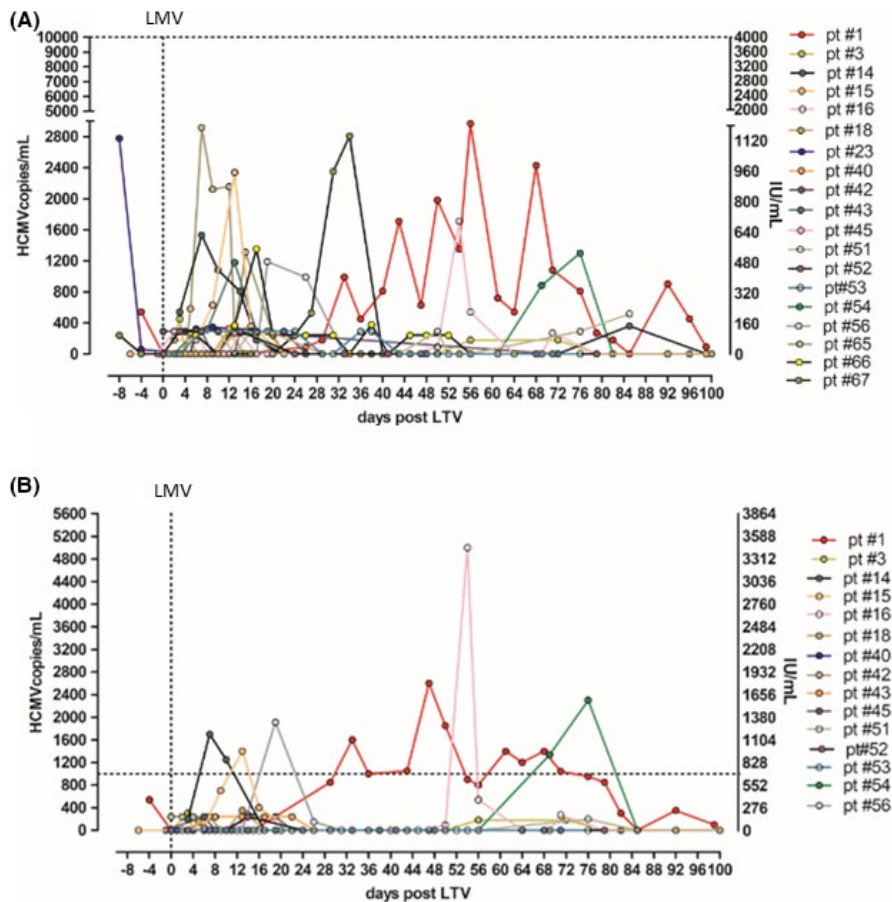 (A)
LMV
10000
9000
8000
7000
6000
5000
2800
2400
2000
1600
1200
800
400
0
HCMVcopies/mL
4000
3600
3200
2800
2400
2000
1120
960
800
640
480
320
160
0
IU/mL
-8 -4 0 4 8 12 16 20 24 28 32 36 40 44 48 52 56 60 64 68 72 76 80 84 88 92 96 100
days post LTV
pt #1
pt #3
pt #14
pt #15
pt #16
pt #18
pt #23
pt #40
pt #42
pt #43
pt #45
pt #51
pt #52
pt#53
pt #54
pt #56
pt #65
pt #66
pt #67
(B)
LMV
5600
5200
4800
4400
4000
3600
3200
2800
2400
2000
1600
1200
800
400
0
HCMVcopies/mL
3864
3588
3312
3036
2760
2484
2208
1932
1656
1380
1104
828
552
276
0
IU/mL
-8 -4 0 4 8 12 16 20 24 28 32 36 40 44 48 52 56 60 64 68 72 76 80 84 88 92 96 100
days post LTV
pt #1
pt #3
pt #14
pt #15
pt #16
pt #18
pt #40
pt #42
pt #43
pt #45
pt #51
pt#52
pt #53
pt #54
pt #56